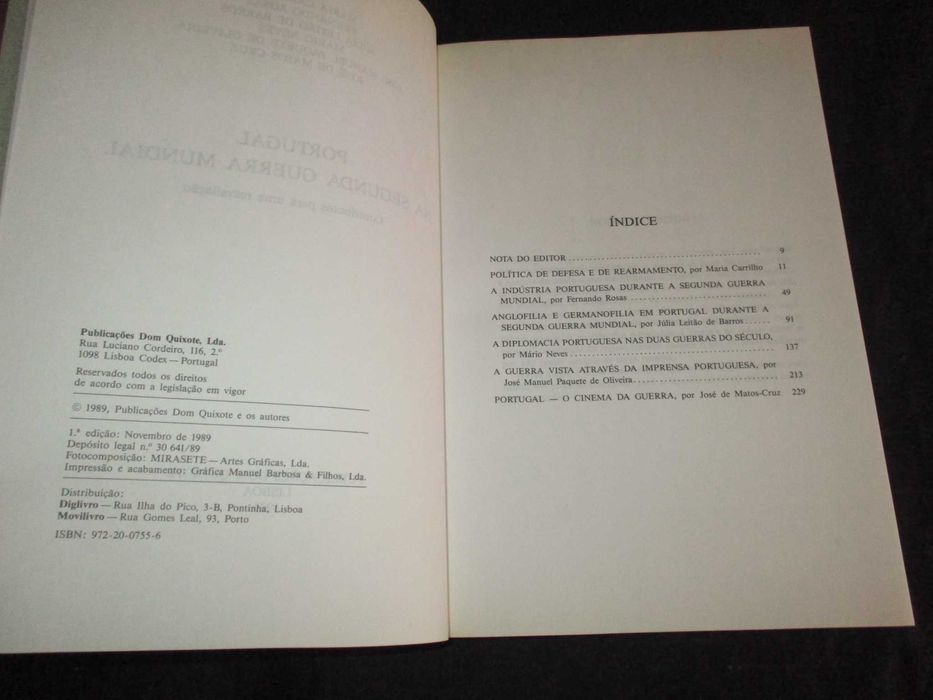 Publicações Dom Quixote, Lda.
Rua Luciano Cordeiro, 116, 2.º
1098 Lisboa Codex — Portugal
Reservados todos os direitos
de acordo com a legislação em vigor
© 1989, Publicações Dom Quixote e os autores
1.ª edição: Novembro de 1989
Depósito legal n.º 30 641/89
Fotocomposição: MIRASETE — Artes Gráficas, Lda.
Impressão e acabamento: Gráfica Manuel Barbosa & Filhos, Lda.
Distribuição:
Diglivro — Rua Ilha do Pico, 3-B, Pontinha, Lisboa
Movilivro — Rua Gomes Leal, 93, Porto
ISBN: 972-20-0755-6
ÍNDICE
NOTA DO EDITOR ........................................ 9
POLÍTICA DE DEFESA E DE REARMAMENTO, por Maria Carrilho 11
A INDÚSTRIA PORTUGUESA DURANTE A SEGUNDA GUERRA
MUNDIAL, por Fernando Rosas ............................ 49
ANGLOFILIA E GERMANOFILIA EM PORTUGAL DURANTE A
SEGUNDA GUERRA MUNDIAL, por Júlia Leitão de Barros ...... 91
A DIPLOMACIA PORTUGUESA NAS DUAS GUERRAS DO SÉCULO,
por Mário Neves ........................................ 137
A GUERRA VISTA ATRAVÉS DA IMPRENSA PORTUGUESA, por
José Manuel Paquete de Oliveira ............................ 213
PORTUGAL — O CINEMA DA GUERRA, por José de Matos-Cruz 229